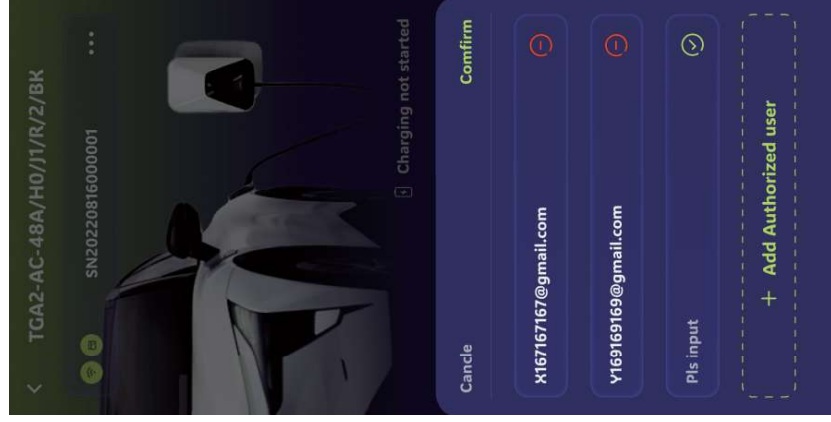 TGA2-AC-48A/H0/J1/R/2/BK
SN20220816000001
Charging not started
Cancle Comfirm
X167167167@gmail.com
Y169169169@gmail.com
Pls input
+ Add Authorized user